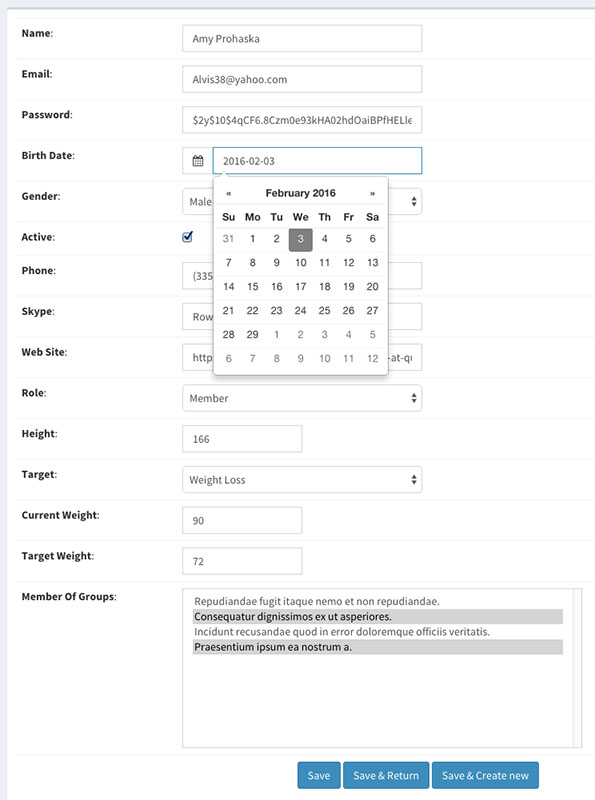 Name: Amy Prohaska
Email: Alvis38@yahoo.com
Password: $2y$10$4qCF6.8Czm0e93kHA02hdOaiBPfHELle
Birth Date: 2016-02-03
« February 2016 »
Su Mo Tu We Th Fr Sa
31 1 2 3 4 5 6
7 8 9 10 11 12 13
14 15 16 17 18 19 20
21 22 23 24 25 26 27
28 29 1 2 3 4 5
6 7 8 9 10 11 12
Gender: Male
Active:
Phone: (335
Skype: Row
Web Site: http -at-qu
Role: Member
Height: 166
Target: Weight Loss
Current Weight: 90
Target Weight: 72
Member Of Groups: Repudiandae fugit itaque nemo et non repudiandae.
Consequatur dignissimos ex ut asperiores.
Incidunt recusandae quod in error doloremque officiis veritatis.
Praesentium ipsum ea nostrum a.
Save Save & Return Save & Create new